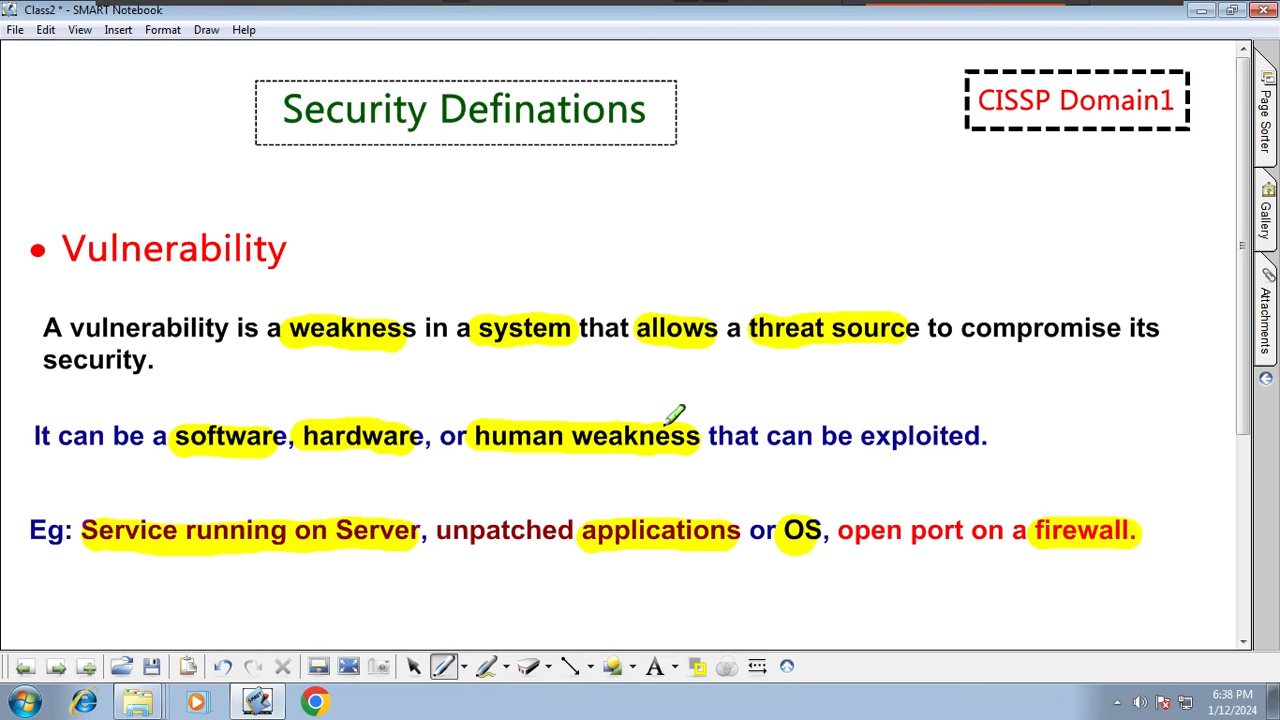 Class2 * - SMART Notebook
File Edit View Insert Format Draw Help
Security Definations
CISSP Domain1
• Vulnerability
A vulnerability is a weakness in a system that allows a threat source to compromise its
security.
It can be a software, hardware, or human weakness that can be exploited.
Eg: Service running on Server, unpatched applications or OS, open port on a firewall.
Page Sorter
Gallery
Attachments
A
6:38 PM
1/12/2024